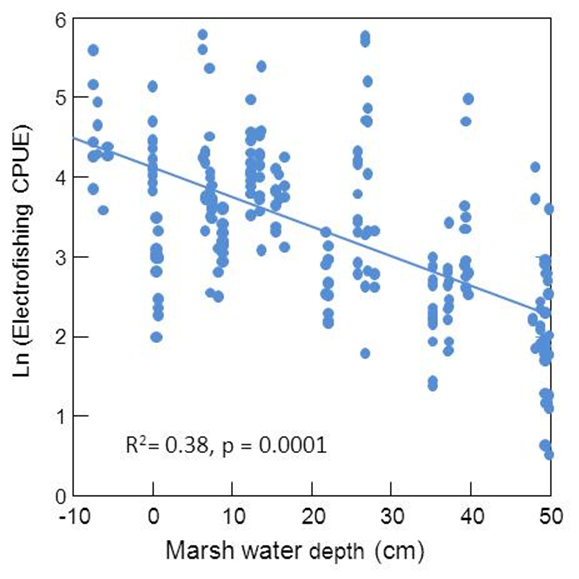 6
5
4
3
2
1
0
Ln (Electrofishing CPUE)
R²= 0.38, p = 0.0001
-10 0 10 20 30 40 50
Marsh water depth (cm)